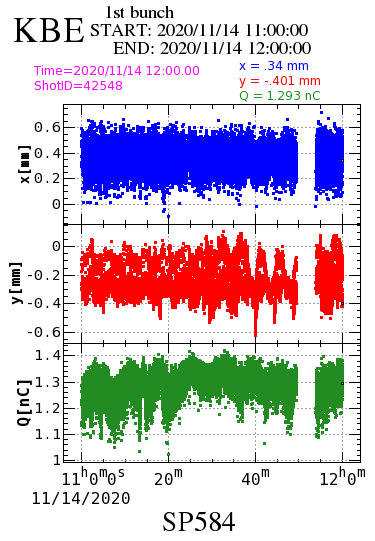 1st bunch
KBE START: 2020/11/14 11:00:00
END: 2020/11/14 12:00:00
Time=2020/11/14 12:00:00
x = .34 mm
ShotID=42548
y = -.401 mm
Q = 1.293 nC
x[mm]
0.6
0.4
0.2
0
y[mm]
0
-0.2
-0.4
-0.6
Q[nC]
1.4
1.3
1.2
1.1
1
11h0m0s 20m 40m 12h0m
11/14/2020
SP584